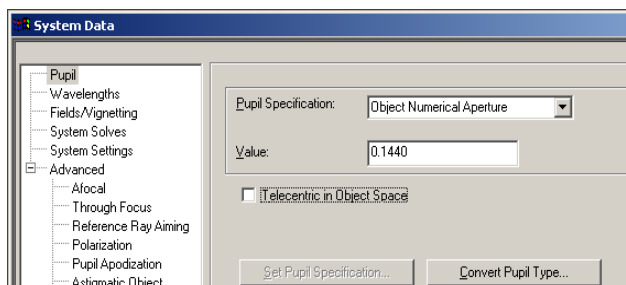 System Data
Pupil
Wavelengths
Fields/Vignetting
System Solves
System Settings
Advanced
Afocal
Through Focus
Reference Ray Aiming
Polarization
Pupil Apodization
Astigmatic Object
Pupil Specification:
Object Numerical Aperture
Value:
0.1440
Telecentric in Object Space
Set Pupil Specification...
Convert Pupil Type...